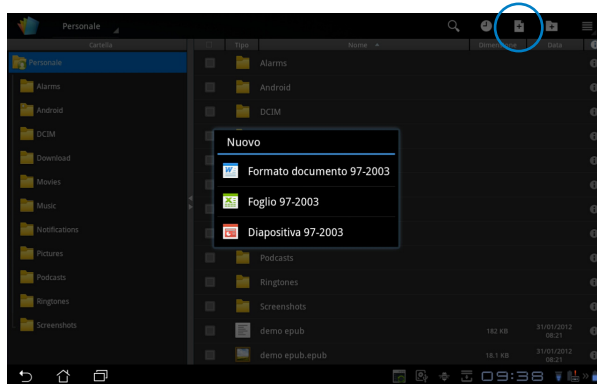 Personale
Cartella
Tipo
Nome
Dimensione
Data
Personale
Alarms
Alarms
Android
Android
DCIM
DCIM
Download
Movies
Music
Notifications
Pictures
Podcasts
Ringtones
Screenshots
Nuovo
Formato documento 97-2003
Foglio 97-2003
Diapositiva 97-2003
Podcasts
Ringtones
Screenshots
demo epub
182 KB
31/01/2012
08:21
demo epub.epub
18.1 KB
31/01/2012
08:21
09:38